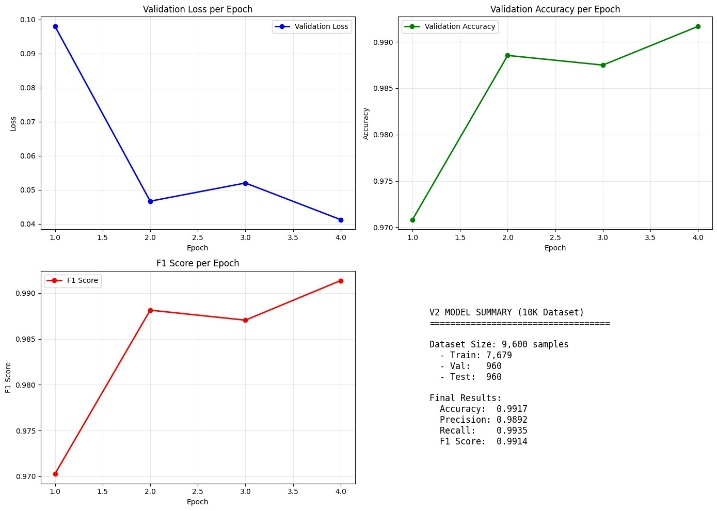 Validation Loss per Epoch
Validation Loss
0.10
0.09
0.08
0.07
0.06
0.05
0.04
Loss
1.0 1.5 2.0 2.5 3.0 3.5 4.0
Epoch
Validation Accuracy per Epoch
Validation Accuracy
0.990
0.985
0.980
0.975
0.970
Accuracy
1.0 1.5 2.0 2.5 3.0 3.5 4.0
Epoch
F1 Score per Epoch
F1 Score
0.990
0.985
0.980
0.975
0.970
F1 Score
1.0 1.5 2.0 2.5 3.0 3.5 4.0
Epoch
V2 MODEL SUMMARY (10K Dataset)
===================================
Dataset Size: 9,600 samples
- Train: 7,679
- Val: 960
- Test: 960
Final Results:
Accuracy: 0.9917
Precision: 0.9892
Recall: 0.9935
F1 Score: 0.9914